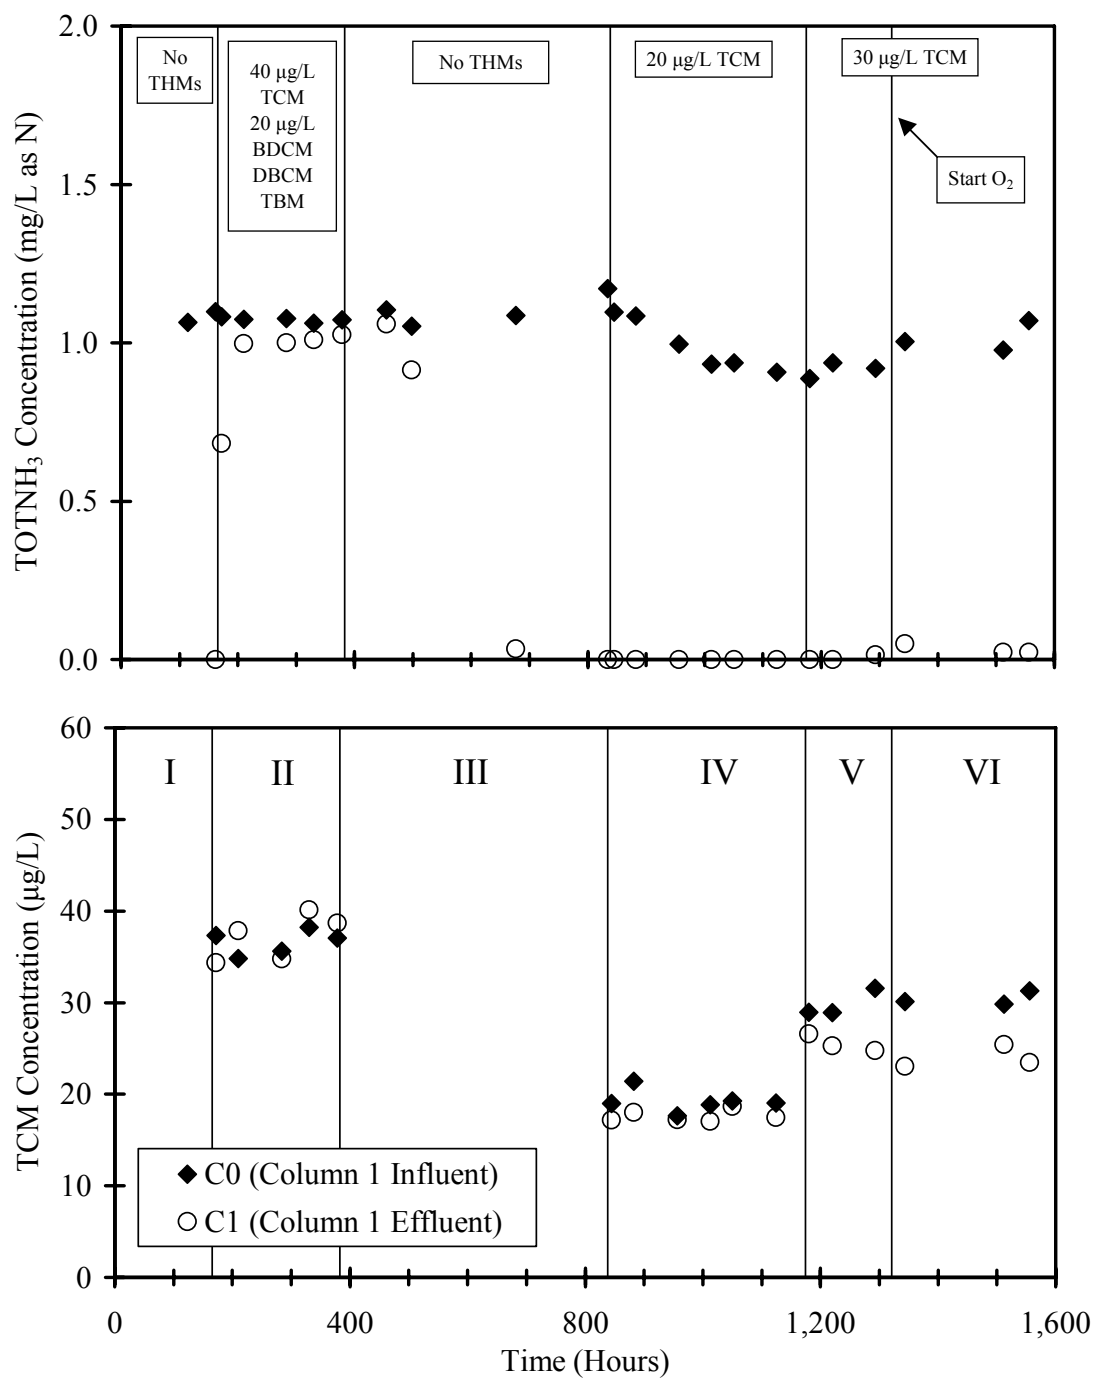 2.0
1.5
1.0
0.5
0.0
TOTNH₃ Concentration (mg/L as N)
No
THMs
40 μg/L
TCM
20 μg/L
BDCM
DBCM
TBM
No THMs
20 μg/L TCM
30 μg/L TCM
Start O₂
60
50
40
30
20
10
0
TCM Concentration (μg/L)
I
II
III
IV
V
VI
C0 (Column 1 Influent)
C1 (Column 1 Effluent)
0
400
800
1,200
1,600
Time (Hours)